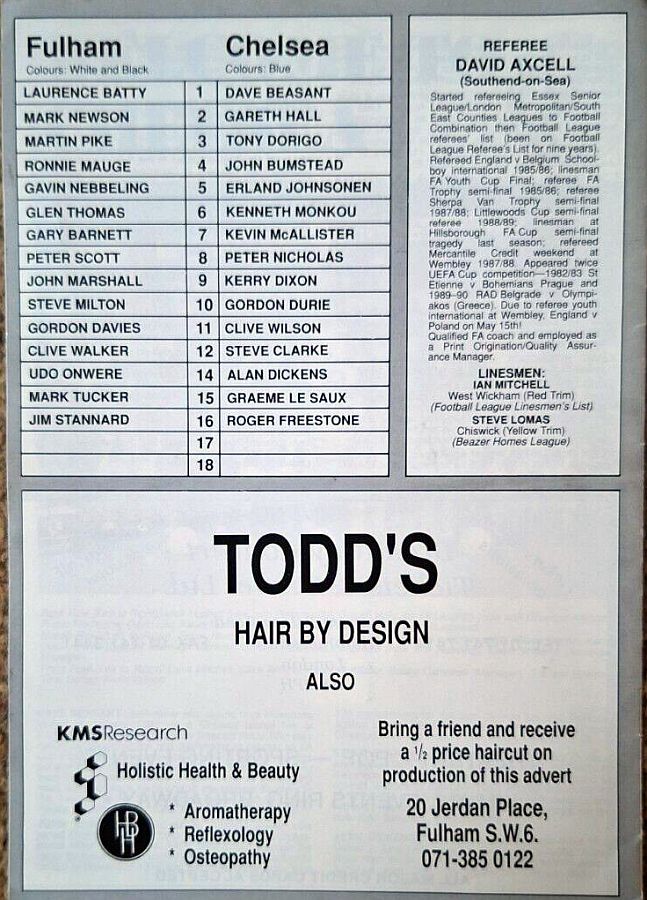 Fulham Chelsea
Colours: White and Black Colours: Blue
LAURENCE BATTY 1 DAVE BEASANT
MARK NEWSON 2 GARETH HALL
MARTIN PIKE 3 TONY DORIGO
RONNIE MAUGE 4 JOHN BUMSTEAD
GAVIN NEBBELING 5 ERLAND JOHNSONEN
GLEN THOMAS 6 KENNETH MONKOU
GARY BARNETT 7 KEVIN McALLISTER
PETER SCOTT 8 PETER NICHOLAS
JOHN MARSHALL 9 KERRY DIXON
STEVE MILTON 10 GORDON DURIE
GORDON DAVIES 11 CLIVE WILSON
CLIVE WALKER 12 STEVE CLARKE
UDO ONWERE 14 ALAN DICKENS
MARK TUCKER 15 GRAEME LE SAUX
JIM STANNARD 16 ROGER FREESTONE
17
18
REFEREE
DAVID AXCELL
(Southend-on-Sea)
Started refereeing Essex Senior
League/London Metropolitan/South
East Counties Leagues to Football
Combination then Football League
referees' list (been on Football
League Referee's List for nine years).
Refereed England v Belgium School-
boy international 1985/86; linesman
FA Youth Cup Final; referee FA
Trophy semi-final 1985/86; referee
Sherpa Van Trophy semi-final
1987/88; Littlewoods Cup semi-final
referee 1988/89; linesman at
Hillsborough FA Cup semi-final
tragedy last season; refereed
Mercantile Credit weekend at
Wembley 1987/88. Appeared twice
UEFA Cup competition—1982/83 St
Etienne v Bohemians Prague and
1989-90 RAD Belgrade v Olympi-
akos (Greece). Due to referee youth
international at Wembley, England v
Poland on May 15th!
Qualified FA coach and employed as
a Print Origination/Quality Assur-
ance Manager.
LINESMEN:
IAN MITCHELL
West Wickham (Red Trim)
(Football League Linesmen's List)
STEVE LOMAS
Chiswick (Yellow Trim)
(Beazer Homes League)
TODD'S
HAIR BY DESIGN
ALSO
KMSResearch
Holistic Health & Beauty
HBH
* Aromatherapy
* Reflexology
* Osteopathy
Bring a friend and receive
a ½ price haircut on
production of this advert
20 Jerdan Place,
Fulham S.W.6.
071-385 0122